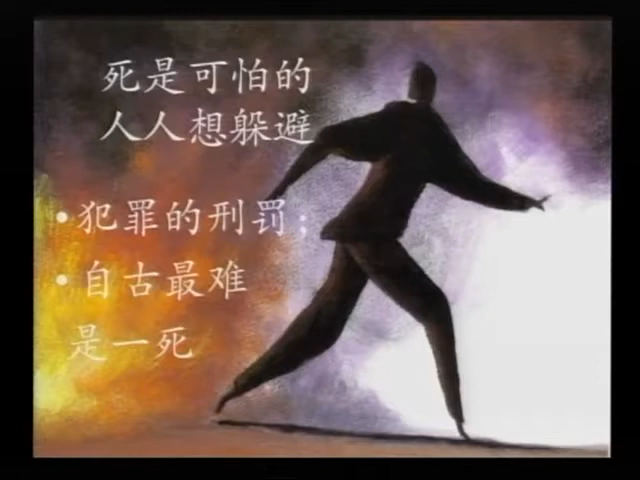 死是可怕的
人人想躲避
•犯罪的刑罚；
•自古最难
是一死